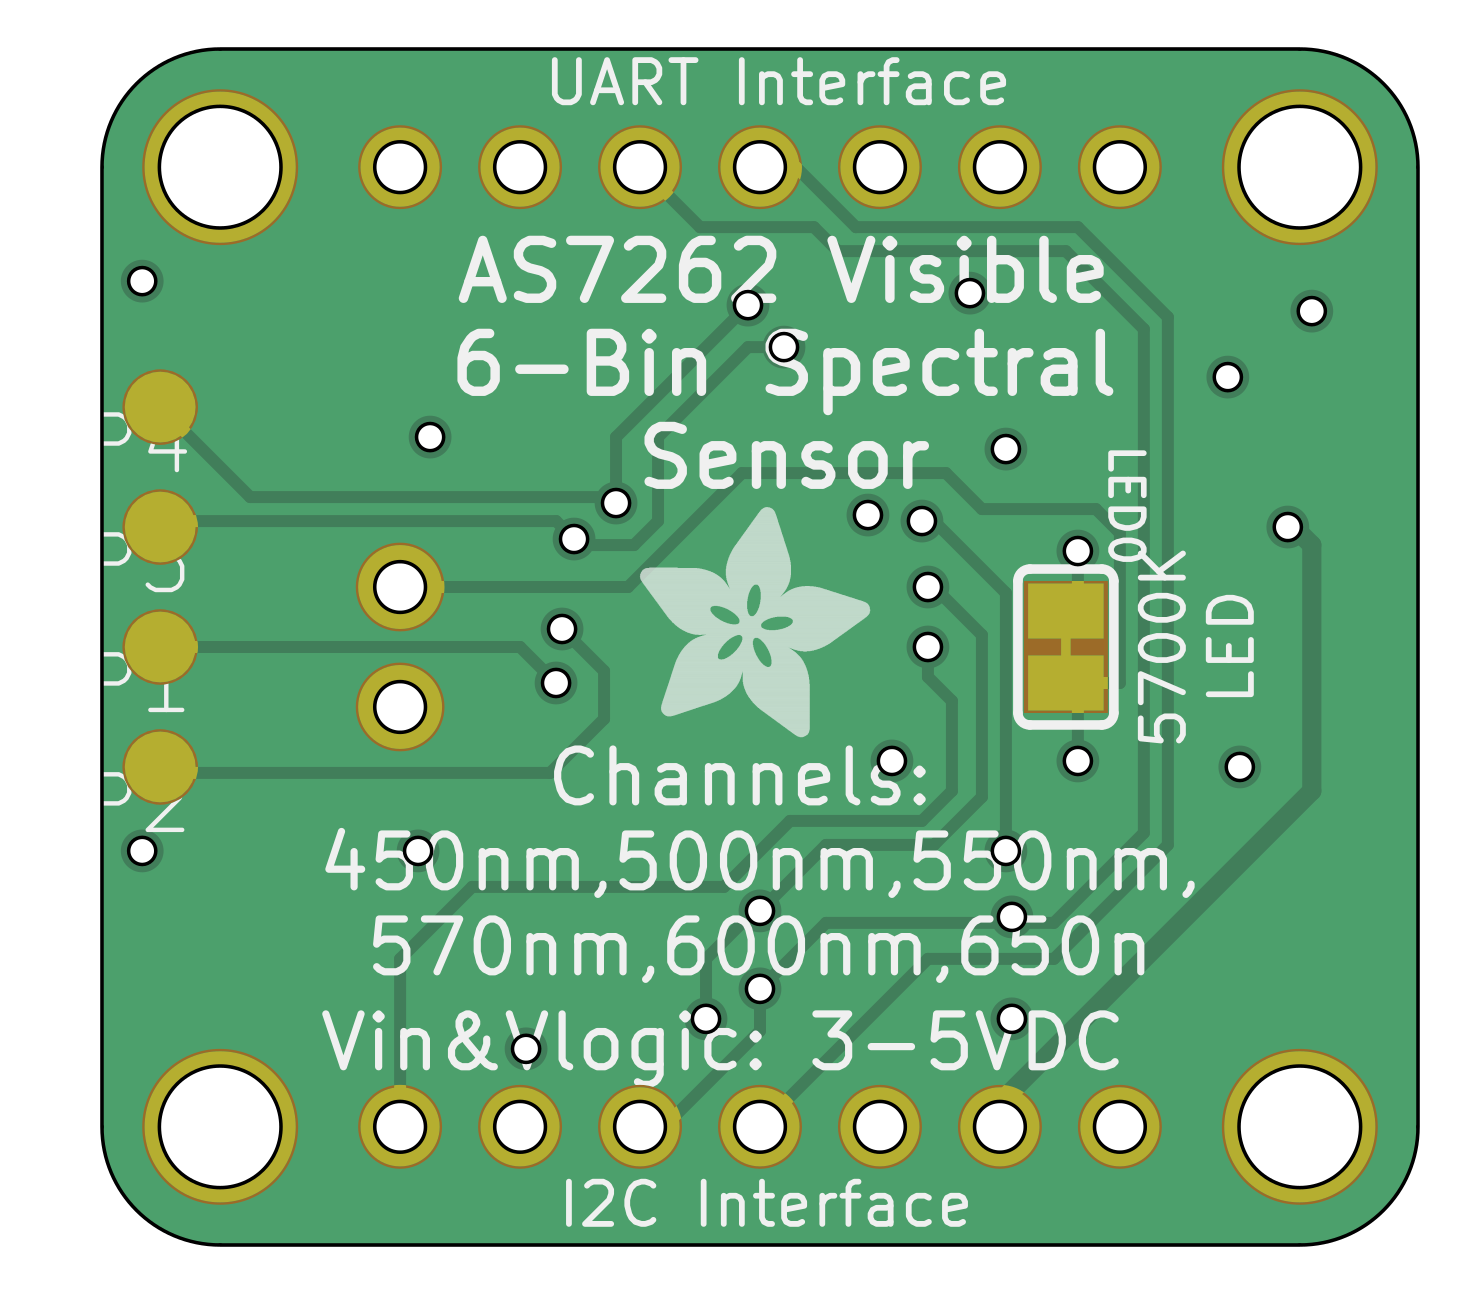 UART Interface
AS7262 Visible
6-Bin Spectral
Sensor
LED0
5700K
LED
Channels:
450nm,500nm,550nm,
570nm,600nm,650n
Vin&Vlogic: 3-5VDC
I2C Interface